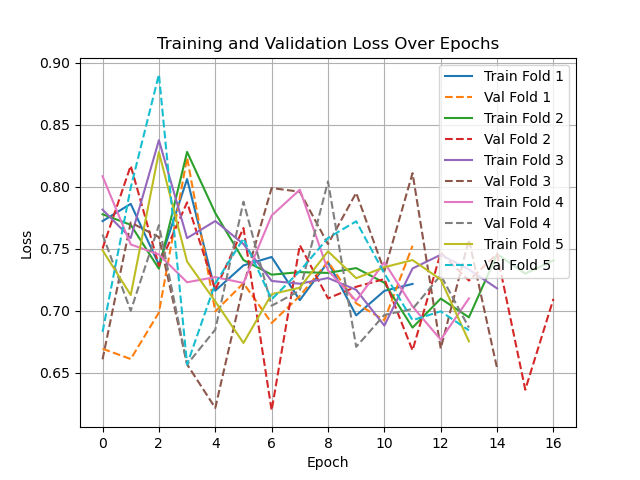 Training and Validation Loss Over Epochs
0.90
0.85
0.80
0.75
0.70
0.65
Loss
Train Fold 1
Val Fold 1
Train Fold 2
Val Fold 2
Train Fold 3
Val Fold 3
Train Fold 4
Val Fold 4
Train Fold 5
Val Fold 5
0 2 4 6 8 10 12 14 16
Epoch